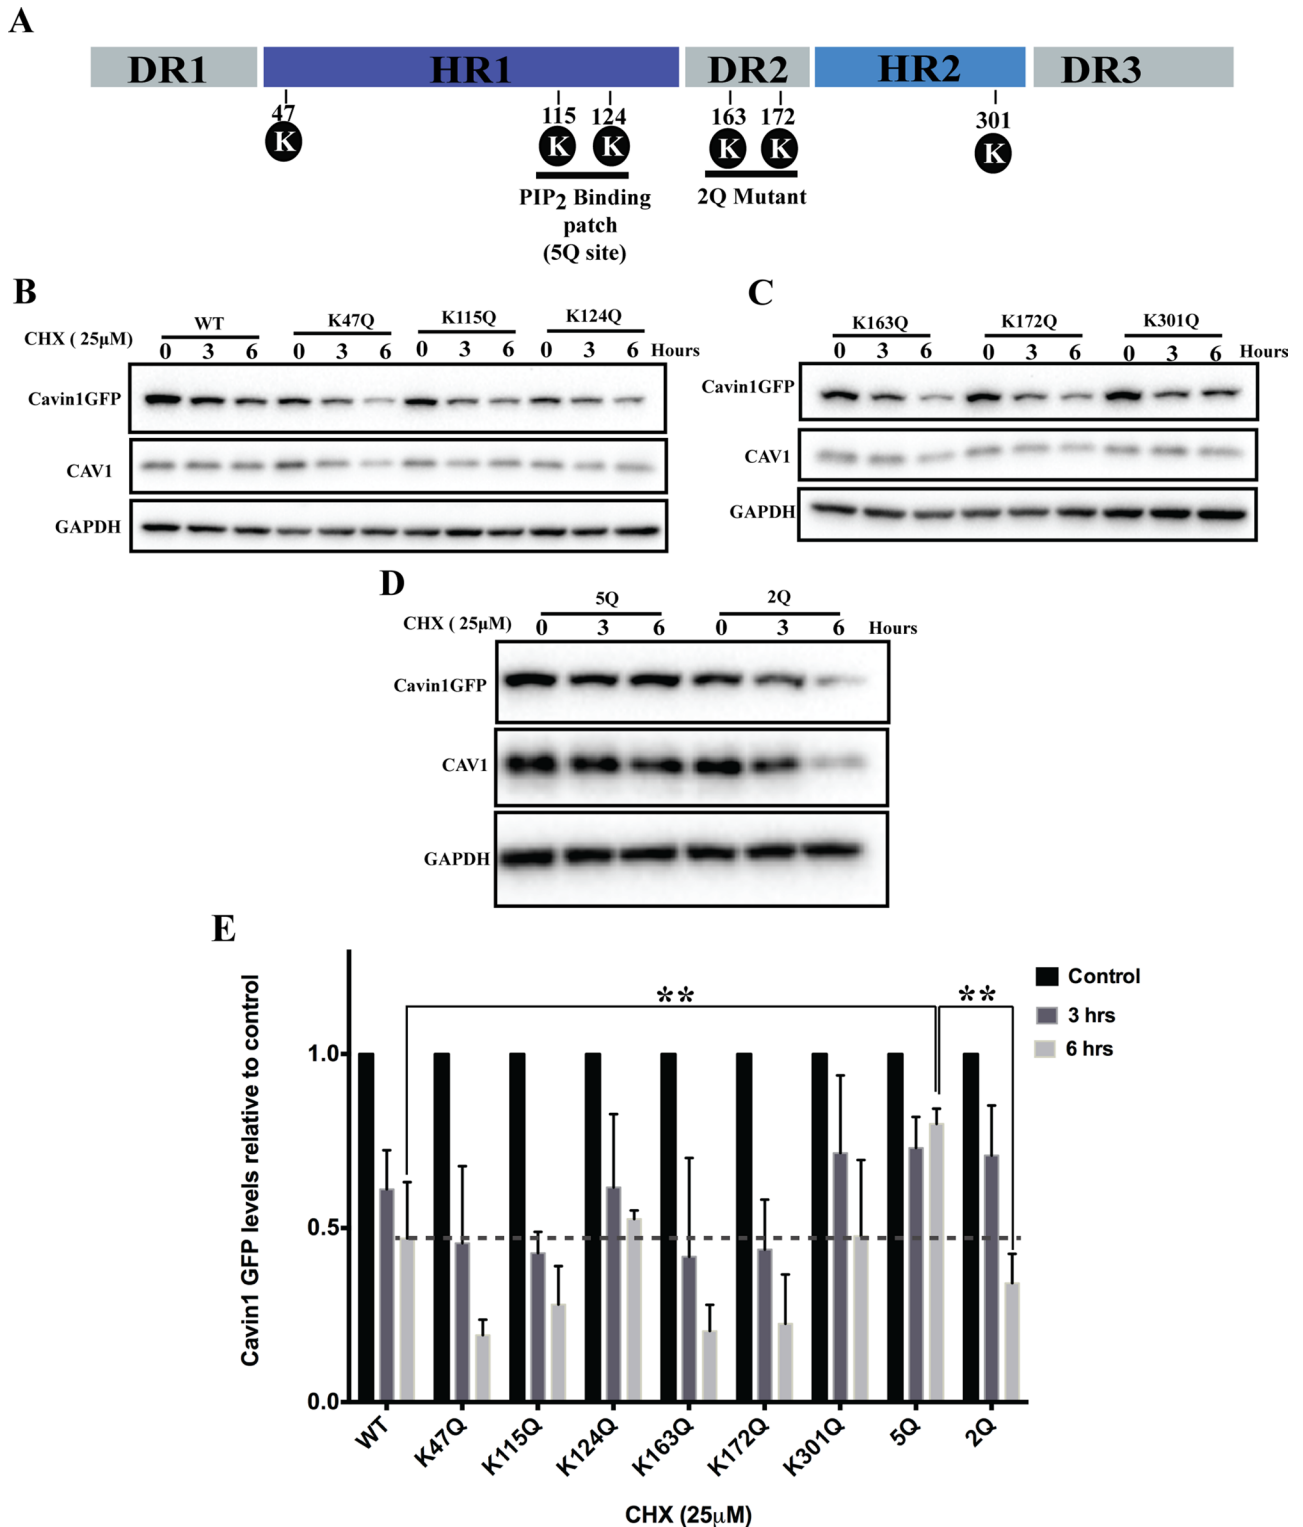 A
DR1 HR1 DR2 HR2 DR3
47 115 124 163 172 301
K K K K K K
PIP2 Binding
patch
(5Q site)
2Q Mutant
B
WT K47Q K115Q K124Q
CHX ( 25µM) 0 3 6 0 3 6 0 3 6 0 3 6 Hours
Cavin1GFP
CAV1
GAPDH
C
K163Q K172Q K301Q
0 3 6 0 3 6 0 3 6 Hours
Cavin1GFP
CAV1
GAPDH
D
5Q 2Q
CHX ( 25µM) 0 3 6 0 3 6 Hours
Cavin1GFP
CAV1
GAPDH
E
Cavin1 GFP levels relative to control
1.0
0.5
0.0
** **
Control
3 hrs
6 hrs
WT K47Q K115Q K124Q K163Q K172Q K301Q 5Q 2Q
CHX (25µM)